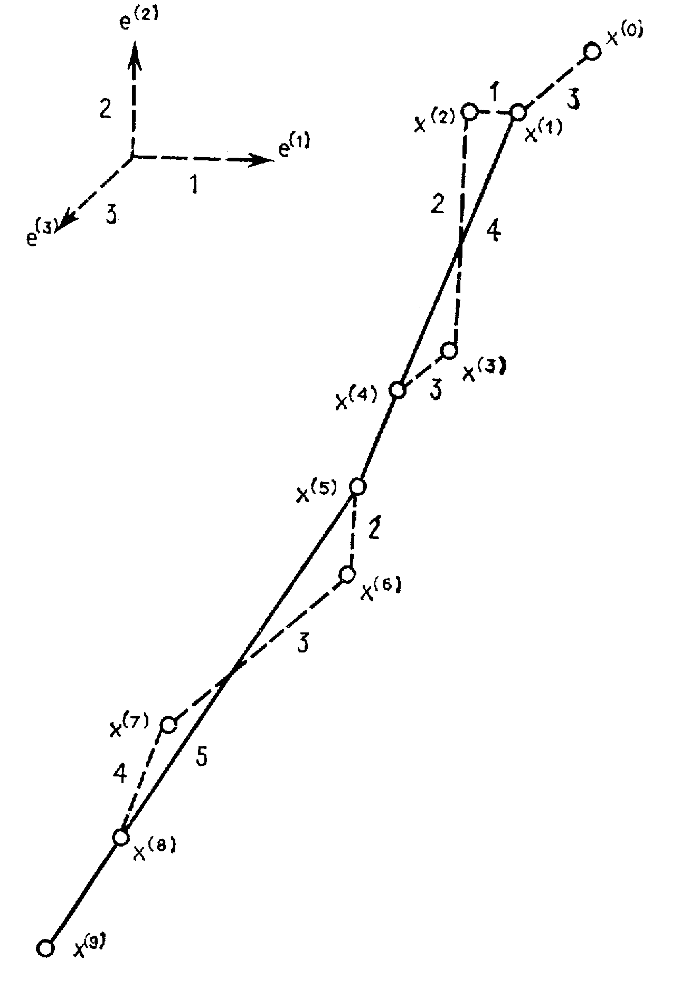 e(2)
x(0)
1
3
2
x(2)
x(1)
e(1)
1
2
3
4
e(3)
x(3)
3
x(4)
x(5)
2
x(6)
3
x(7)
5
4
x(8)
x(9)